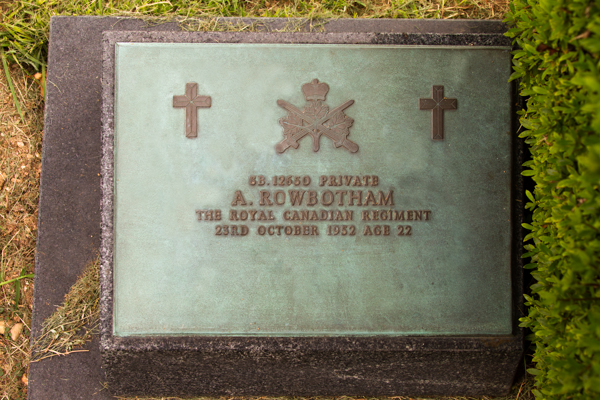 SB. 12650 PRIVATE
A. ROWBOTHAM
THE ROYAL CANADIAN REGIMENT
23RD OCTOBER 1952 AGE 22